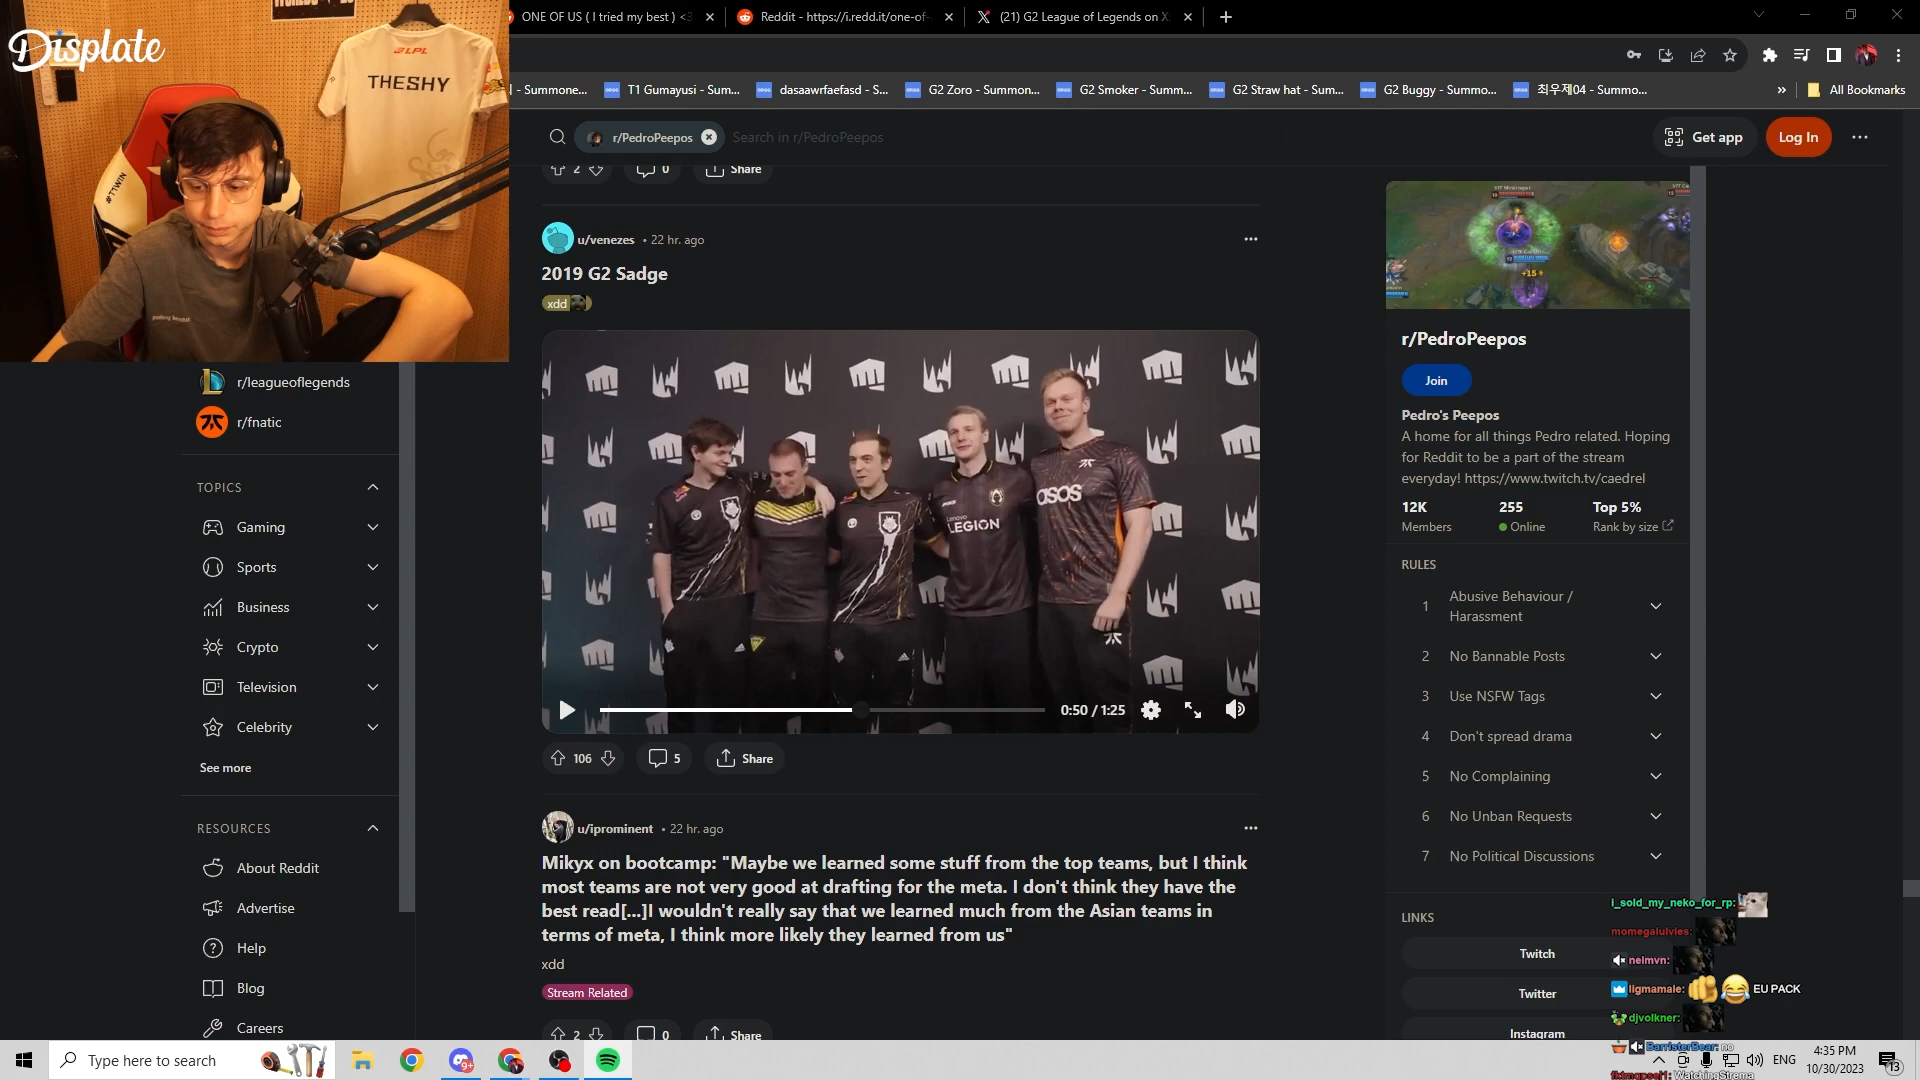 Displate
LPL
THESHY
#T1WIN
ONE OF US ( I tried my best ) <3
Reddit - https://i.redd.it/one-of-
(21) G2 League of Legends on X
- Summone...
T1 Gumayusi - Sum...
dasaawrfaefasd - S...
G2 Zoro - Summon...
G2 Smoker - Summ...
G2 Straw hat - Sum...
G2 Buggy - Summo...
최우제04 - Summo...
»
All Bookmarks
r/PedroPeepos
Search in r/PedroPeepos
Get app
Log In
2
0
Share
u/venezes • 22 hr. ago
2019 G2 Sadge
xdd
Lenovo
LEGION
asos
0:50 / 1:25
106
5
Share
u/iprominent • 22 hr. ago
Mikyx on bootcamp: "Maybe we learned some stuff from the top teams, but I think
most teams are not very good at drafting for the meta. I don't think they have the
best read[...]I wouldn't really say that we learned much from the Asian teams in
terms of meta, I think more likely they learned from us"
xdd
Stream Related
2
0
Share
r/leagueoflegends
r/fnatic
TOPICS
Gaming
Sports
Business
Crypto
Television
Celebrity
See more
RESOURCES
About Reddit
Advertise
Help
Blog
Careers
+15
r/PedroPeepos
Join
Pedro's Peepos
A home for all things Pedro related. Hoping
for Reddit to be a part of the stream
everyday! https://www.twitch.tv/caedrel
12K
255
Top 5%
Members
Online
Rank by size
RULES
1 Abusive Behaviour /
Harassment
2 No Bannable Posts
3 Use NSFW Tags
4 Don't spread drama
5 No Complaining
6 No Unban Requests
7 No Political Discussions
LINKS
Twitch
Twitter
Instagram
i_sold_my_neko_for_rp:
momegalulvies:
neimvn:
ligmamale: EU PACK
djvolkner:
BarristerBear: no
WatchingStrema
Type here to search
9+
ENG
4:35 PM
10/30/2023
13